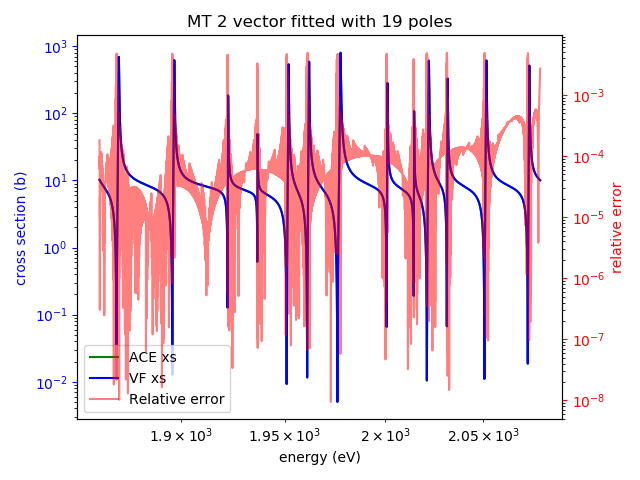 MT 2 vector fitted with 19 poles
cross section (b)
10³
10²
10¹
10⁰
10⁻¹
10⁻²
10⁻³
10⁻⁴
10⁻⁵
10⁻⁶
10⁻⁷
10⁻⁸
relative error
ACE xs
VF xs
Relative error
1.9 × 10³ 1.95 × 10³ 2 × 10³ 2.05 × 10³
energy (eV)